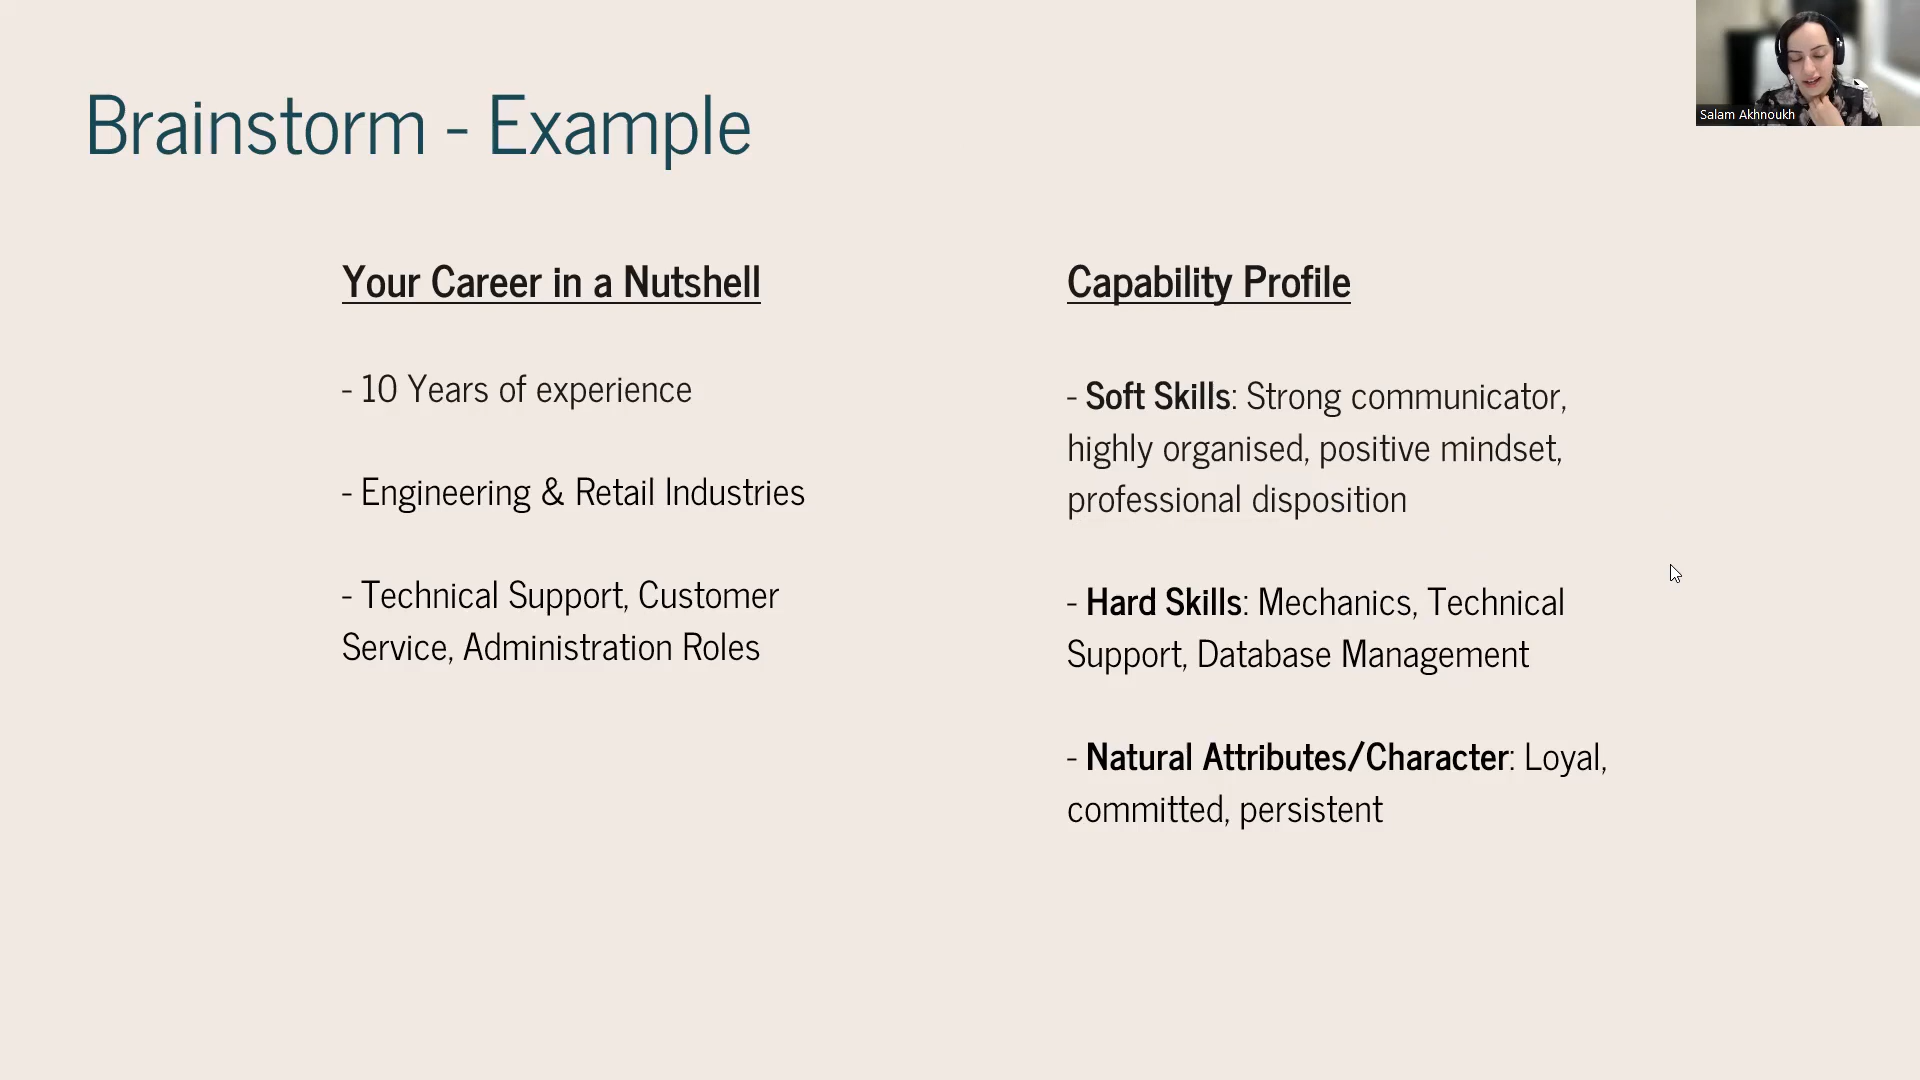 Brainstorm - Example
Salam Akhnoukh
Your Career in a Nutshell
- 10 Years of experience
- Engineering & Retail Industries
- Technical Support, Customer
Service, Administration Roles
Capability Profile
- Soft Skills: Strong communicator,
highly organised, positive mindset,
professional disposition
- Hard Skills: Mechanics, Technical
Support, Database Management
- Natural Attributes/Character: Loyal,
committed, persistent